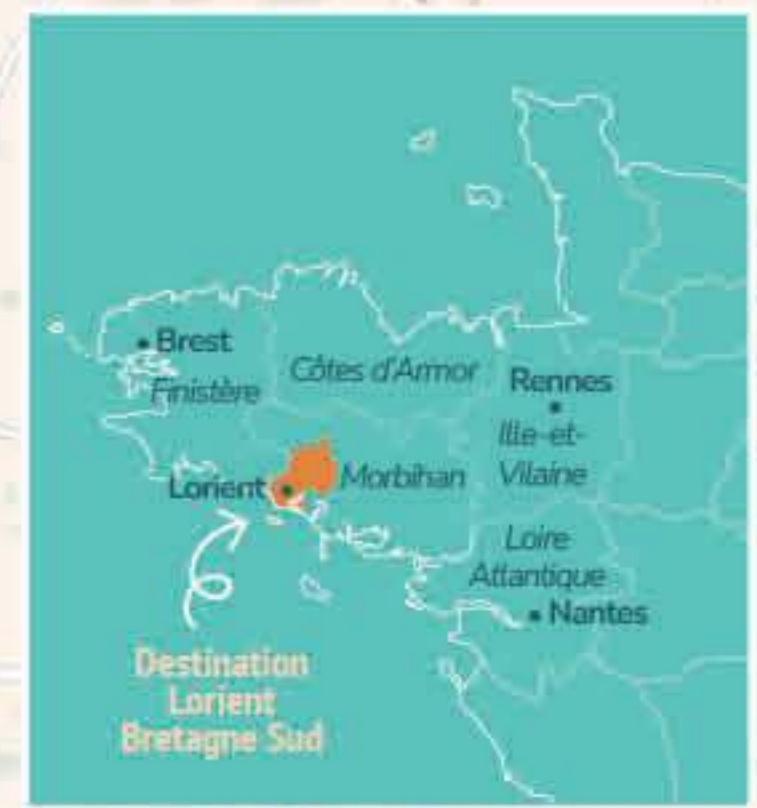 Brest
Finistère
Côtes d'Armor
Rennes
Ille-et-
Vilaine
Lorient
Morbihan
Loire
Atlantique
Nantes
Destination
Lorient
Bretagne Sud